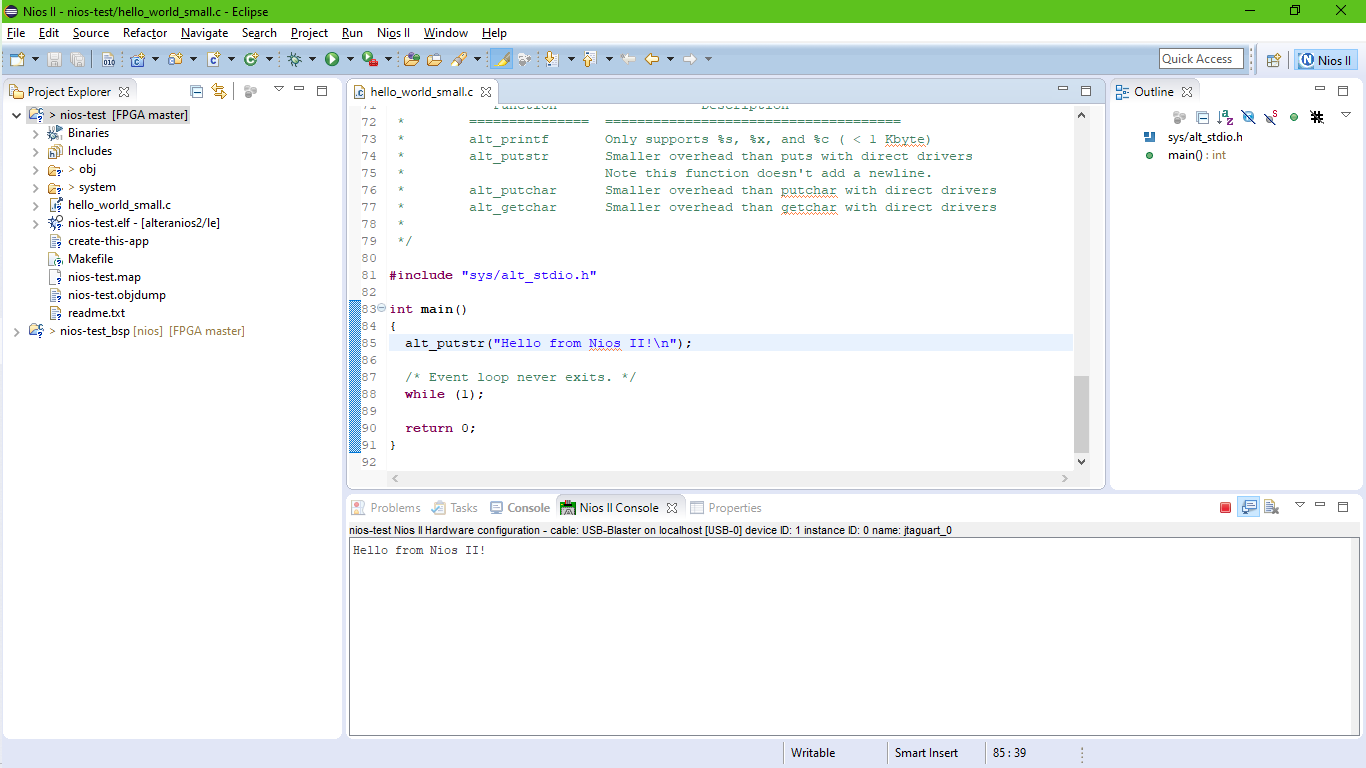 Nios II - nios-test/hello_world_small.c - Eclipse
File Edit Source Refactor Navigate Search Project Run Nios II Window Help
010 Quick Access Nios II
Project Explorer
> nios-test [FPGA master]
Binaries
Includes
> obj
> system
hello_world_small.c
nios-test.elf - [alteranios2/le]
create-this-app
Makefile
nios-test.map
nios-test.objdump
readme.txt
> nios-test_bsp [nios] [FPGA master]
hello_world_small.c
71 * Function Description
72 * =============== =====================================
73 * alt_printf Only supports %s, %x, and %c ( < 1 Kbyte)
74 * alt_putstr Smaller overhead than puts with direct drivers
75 * Note this function doesn't add a newline.
76 * alt_putchar Smaller overhead than putchar with direct drivers
77 * alt_getchar Smaller overhead than getchar with direct drivers
78 *
79 */
80
81 #include "sys/alt_stdio.h"
82
83 int main()
84 {
85 alt_putstr("Hello from Nios II!\n");
86
87 /* Event loop never exits. */
88 while (1);
89
90 return 0;
91 }
92
Outline
sys/alt_stdio.h
main() : int
Problems Tasks Console Nios II Console Properties
nios-test Nios II Hardware configuration - cable: USB-Blaster on localhost [USB-0] device ID: 1 instance ID: 0 name: jtaguart_0
Hello from Nios II!
Writable Smart Insert 85 : 39